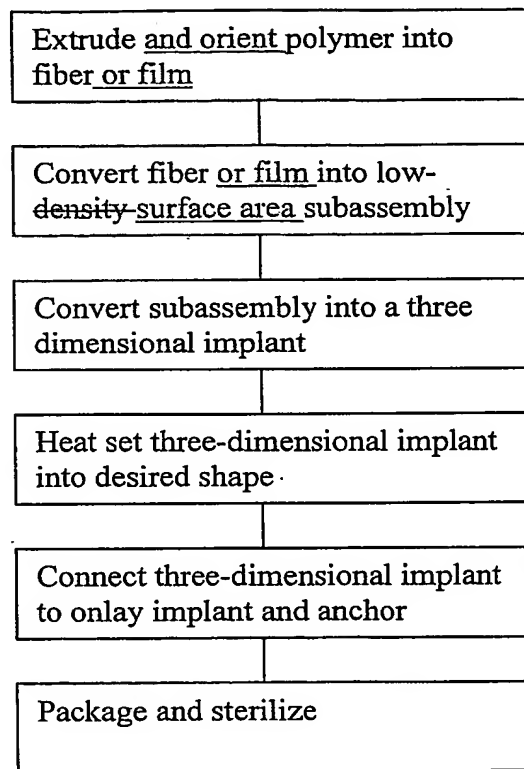 Extrude and orient polymer into
fiber or film
Convert fiber or film into low-
density surface area subassembly
Convert subassembly into a three
dimensional implant
Heat set three-dimensional implant
into desired shape
Connect three-dimensional implant
to onlay implant and anchor
Package and sterilize